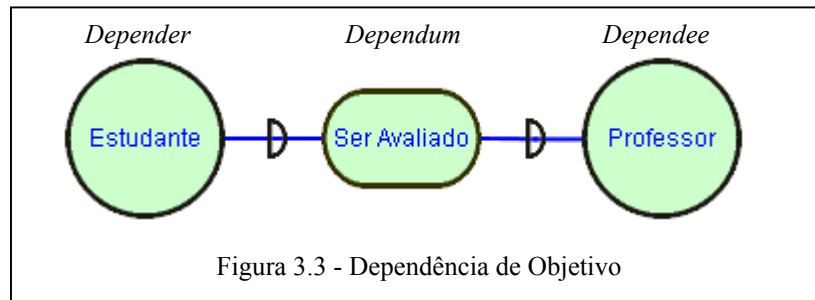 Depender Dependum Dependee
Estudante Ser Avaliado Professor
Figura 3.3 - Dependência de Objetivo